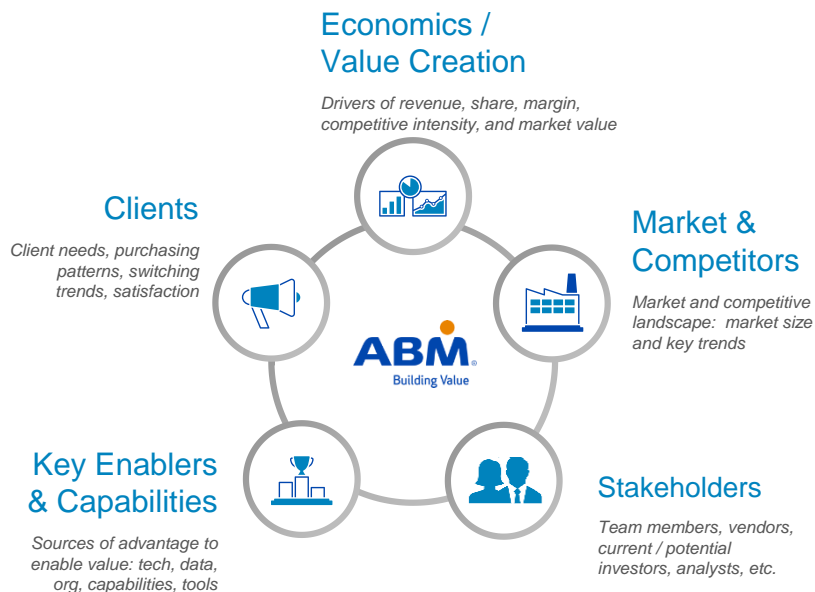 Economics /
Value Creation
Drivers of revenue, share, margin,
competitive intensity, and market value
Clients
Client needs, purchasing
patterns, switching
trends, satisfaction
Market &
Competitors
Market and competitive
landscape: market size
and key trends
ABM®
Building Value
Key Enablers
& Capabilities
Sources of advantage to
enable value: tech, data,
org, capabilities, tools
Stakeholders
Team members, vendors,
current / potential
investors, analysts, etc.